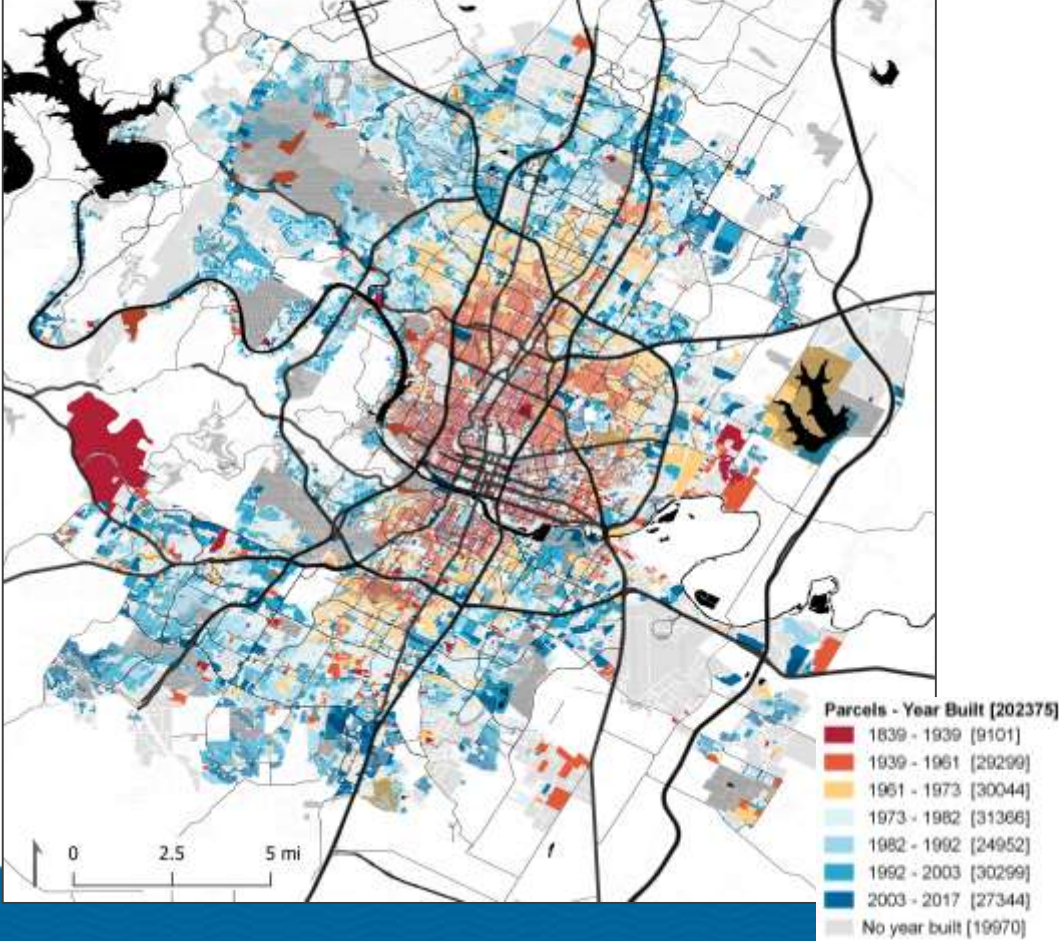 Parcels - Year Built [202375]
1839 - 1939 [9101]
1939 - 1961 [29299]
1961 - 1973 [30044]
1973 - 1982 [31366]
1982 - 1992 [24952]
1992 - 2003 [30299]
2003 - 2017 [27344]
No year built [19970]
0 2.5 5 mi